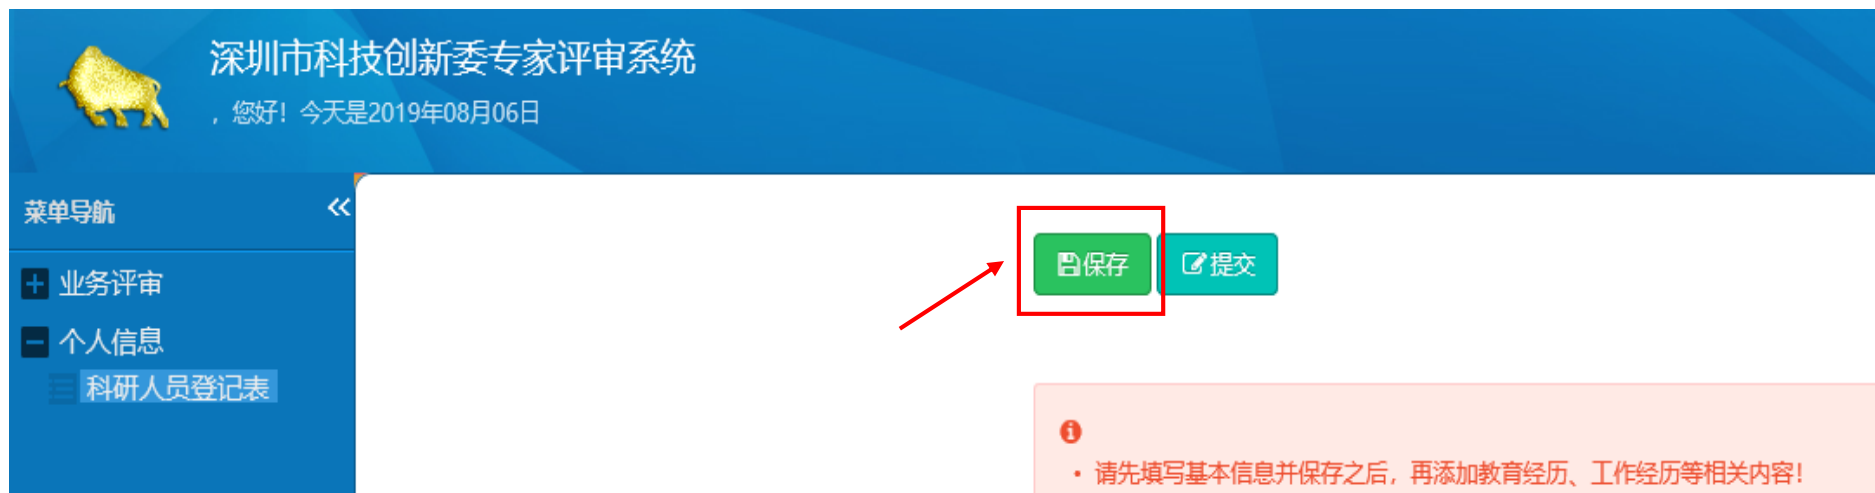 深圳市科技创新委专家评审系统
，您好！今天是2019年08月06日
菜单导航
业务评审
个人信息
科研人员登记表
保存 提交
• 请先填写基本信息并保存之后，再添加教育经历、工作经历等相关内容！